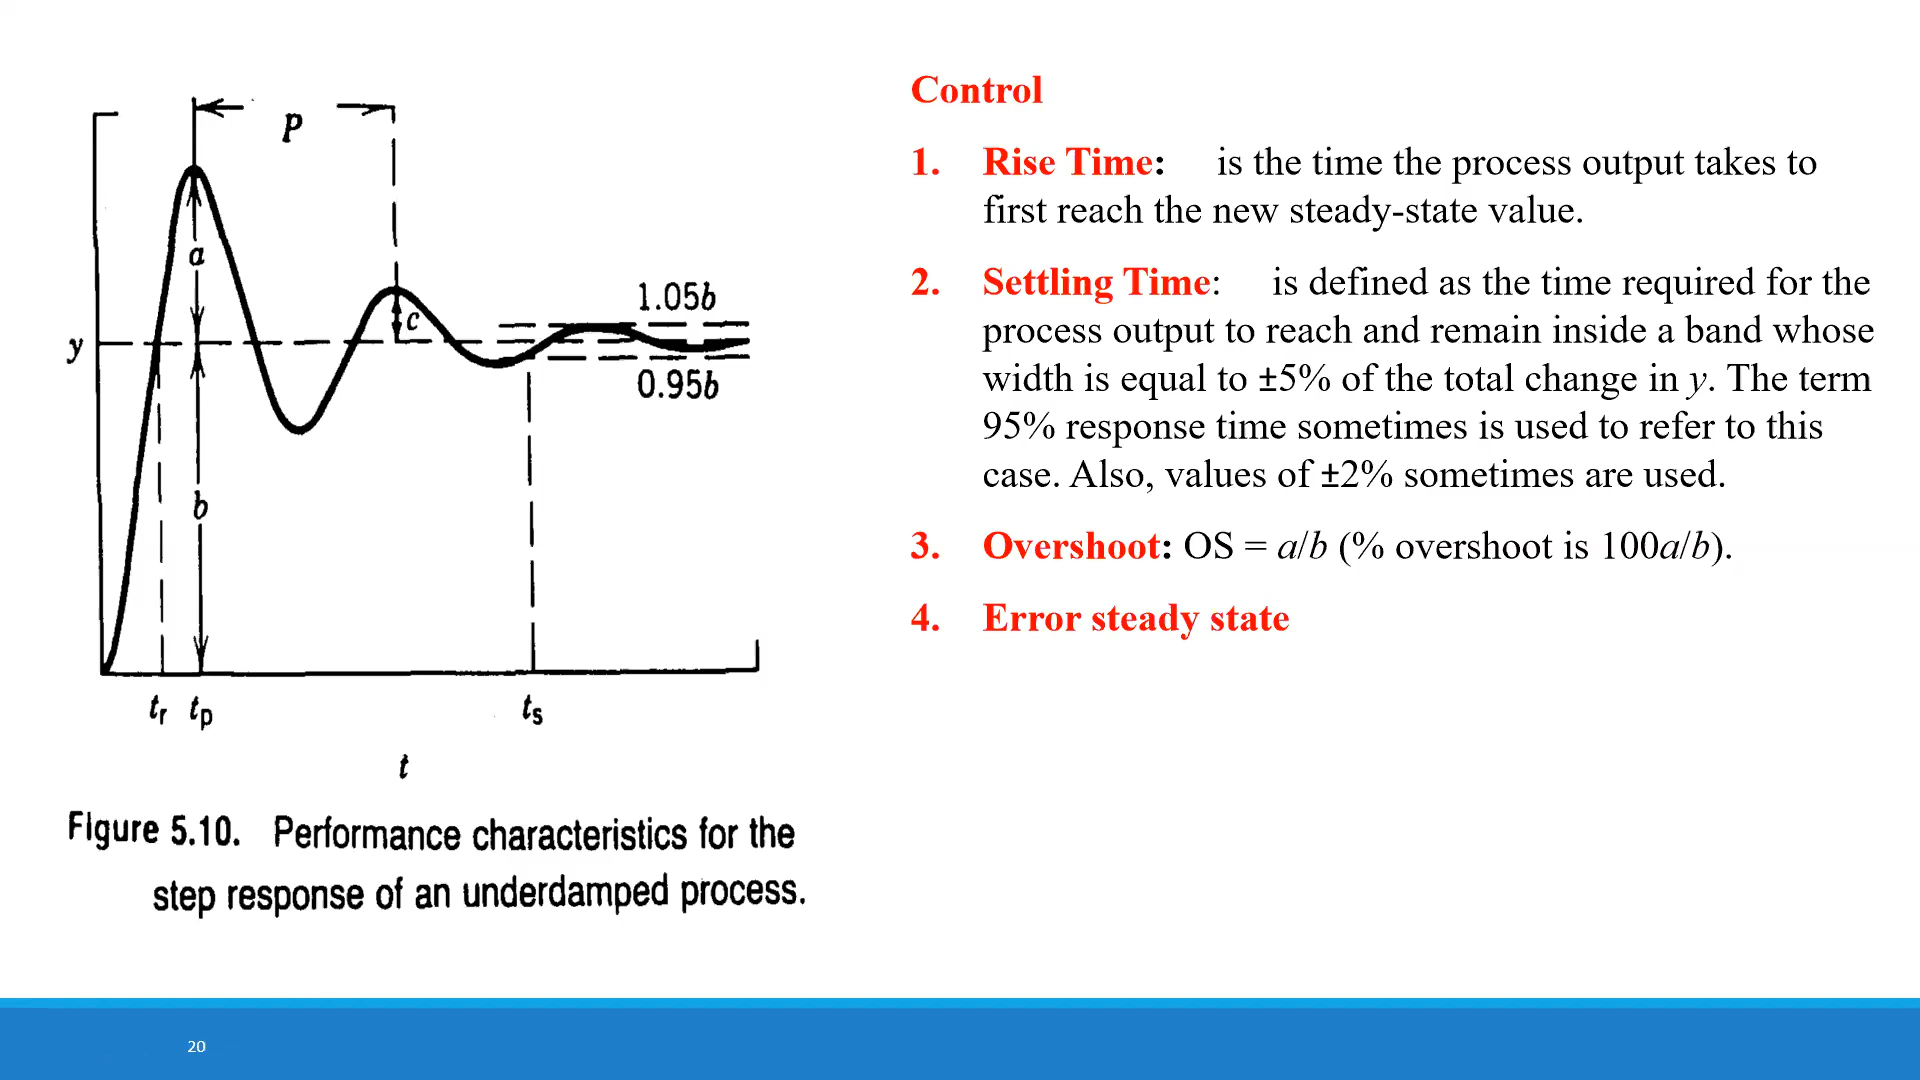 P
a
1.05b
c
y
0.95b
b
tr tp
ts
t
Figure 5.10. Performance characteristics for the
step response of an underdamped process.
Control
1. Rise Time: is the time the process output takes to
first reach the new steady-state value.
2. Settling Time: is defined as the time required for the
process output to reach and remain inside a band whose
width is equal to ±5% of the total change in y. The term
95% response time sometimes is used to refer to this
case. Also, values of ±2% sometimes are used.
3. Overshoot: OS = a/b (% overshoot is 100a/b).
4. Error steady state
20